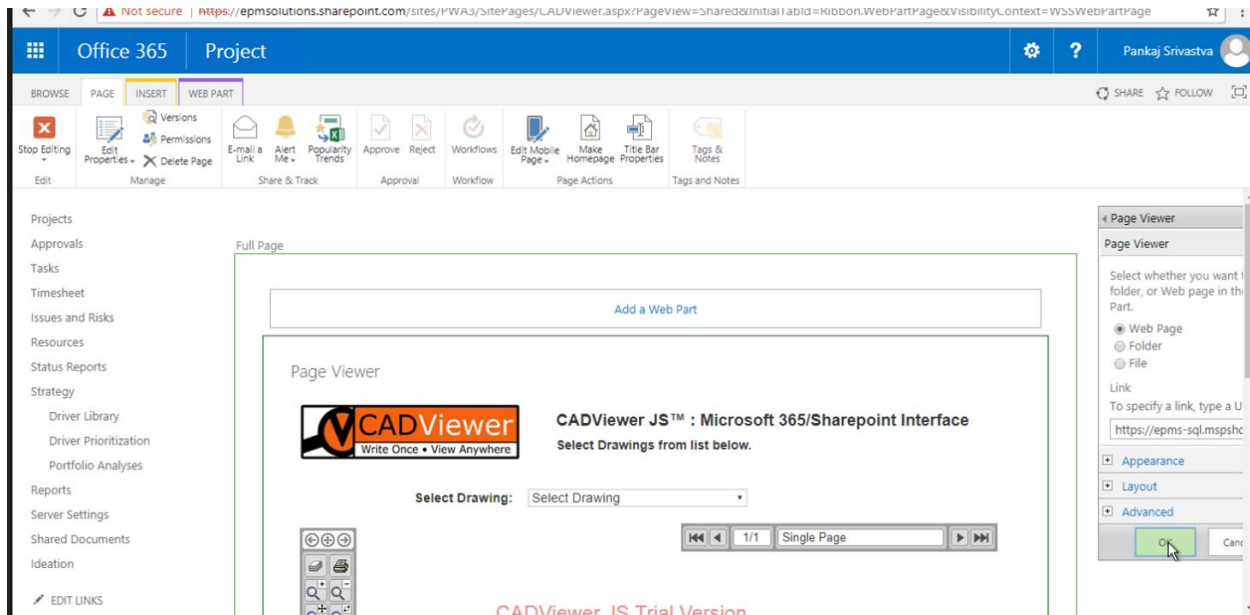 Not secure | https://epmsolutions.sharepoint.com/sites/PWA3/SitePages/CADViewer.aspx?PageView=Shared&InitialTabId=Ribbon.WebPartPage&VisibilityContext=WSSWebPartPage
Office 365 Project ? Pankaj Srivastva
BROWSE PAGE INSERT WEB PART SHARE FOLLOW
Stop Editing
Edit Properties
Versions
Permissions
Delete Page
E-mail a Link
Alert Me
Popularity Trends
Approve
Reject
Workflows
Edit Mobile Page
Make Homepage
Title Bar Properties
Tags & Notes
Edit Manage Share & Track Approval Workflow Page Actions Tags and Notes
Projects
Approvals
Tasks
Timesheet
Issues and Risks
Resources
Status Reports
Strategy
Driver Library
Driver Prioritization
Portfolio Analyses
Reports
Server Settings
Shared Documents
Ideation
EDIT LINKS
Full Page
Add a Web Part
Page Viewer
CADViewer
Write Once • View Anywhere
CADViewer JS™ : Microsoft 365/Sharepoint Interface
Select Drawings from list below.
Select Drawing: Select Drawing
1/1 Single Page
CADViewer JS Trial Version
Page Viewer
Page Viewer
Select whether you want
folder, or Web page in the
Part.
Web Page
Folder
File
Link
To specify a link, type a U
https://epms-sql.mspshc
Appearance
Layout
Advanced
OK Canc